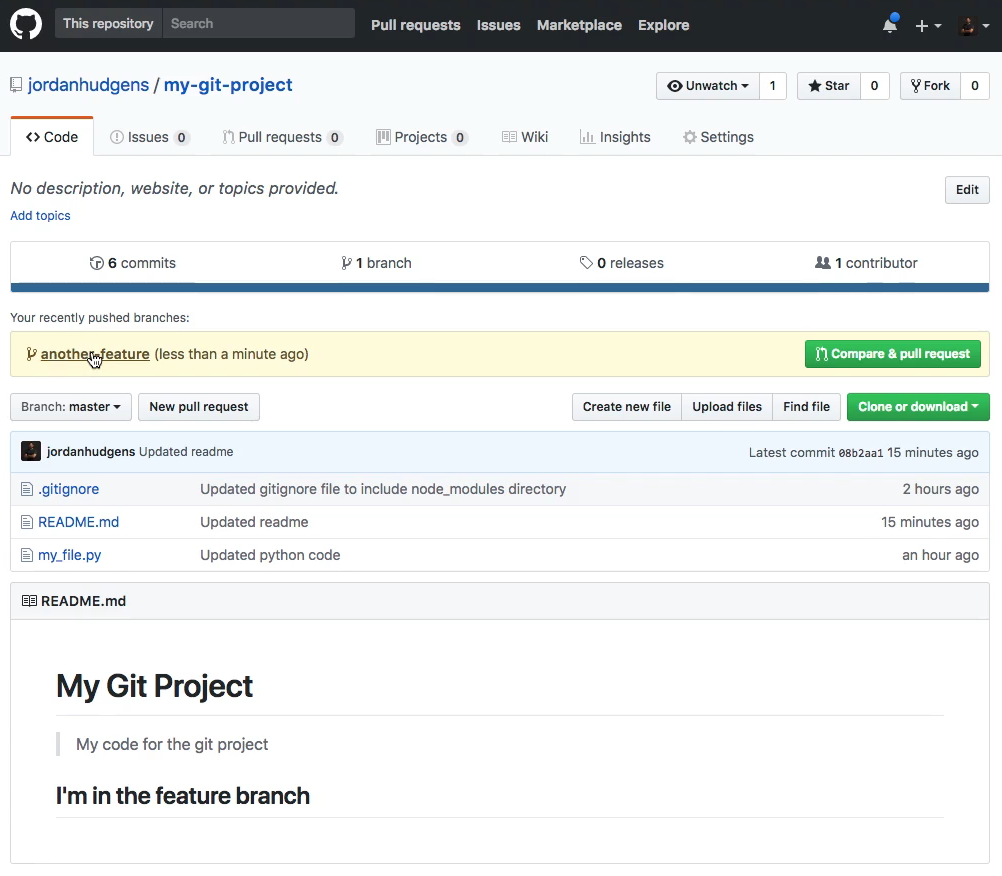 This repository Search Pull requests Issues Marketplace Explore
jordanhudgens / my-git-project Unwatch 1 Star 0 Fork 0
Code Issues 0 Pull requests 0 Projects 0 Wiki Insights Settings
No description, website, or topics provided. Edit
Add topics
6 commits 1 branch 0 releases 1 contributor
Your recently pushed branches:
another-feature (less than a minute ago) Compare & pull request
Branch: master New pull request Create new file Upload files Find file Clone or download
jordanhudgens Updated readme Latest commit 08b2aa1 15 minutes ago
.gitignore Updated gitignore file to include node_modules directory 2 hours ago
README.md Updated readme 15 minutes ago
my_file.py Updated python code an hour ago
README.md
My Git Project
My code for the git project
I'm in the feature branch